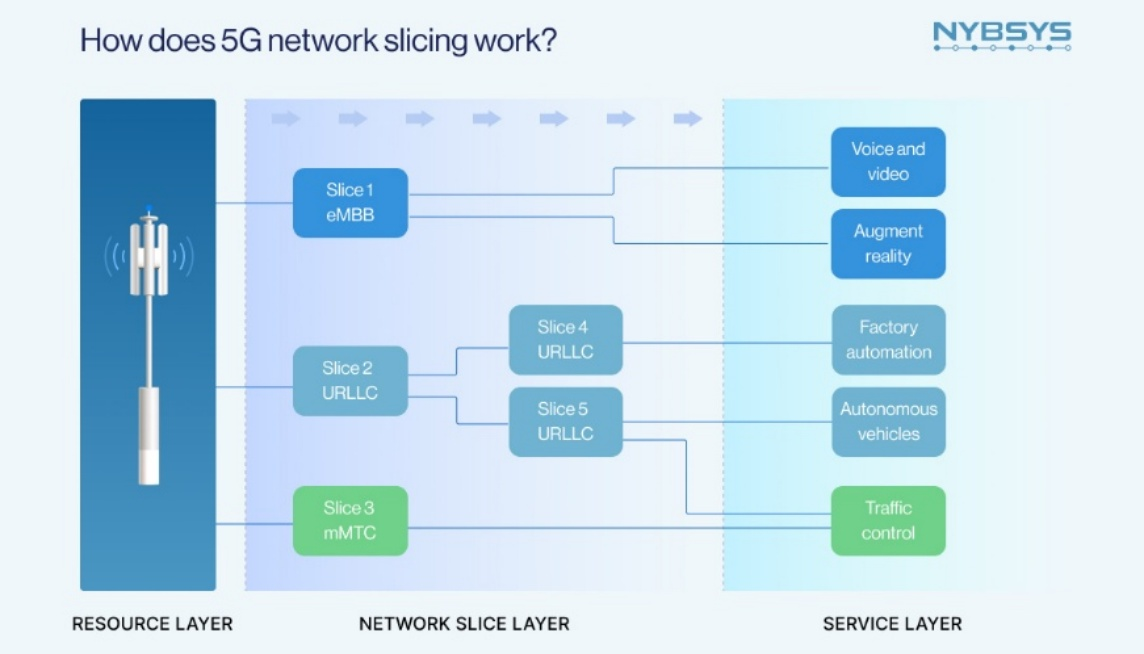 How does 5G network slicing work?
NYBSYS
Slice 1
eMBB
Voice and
video
Augment
reality
Slice 2
URLLC
Slice 4
URLLC
Factory
automation
Slice 5
URLLC
Autonomous
vehicles
Slice 3
mMTC
Traffic
control
RESOURCE LAYER
NETWORK SLICE LAYER
SERVICE LAYER